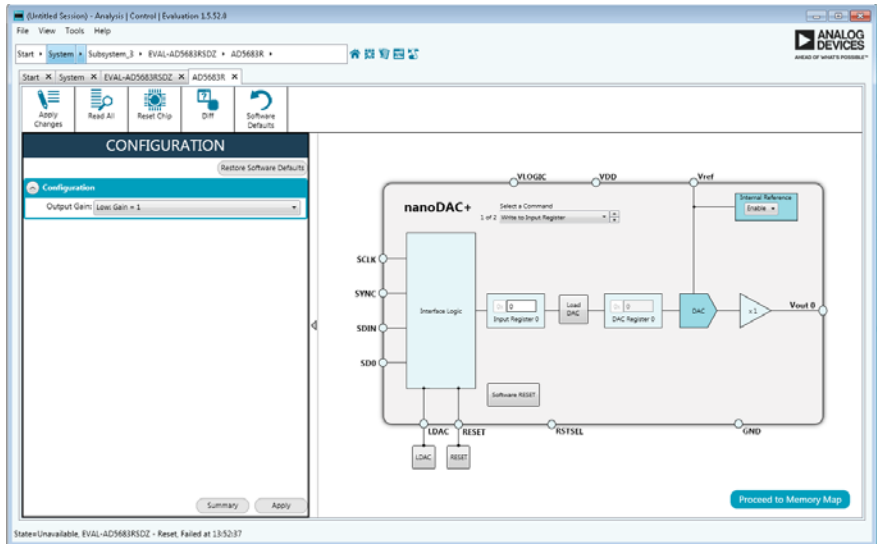 (Untitled Session) - Analysis | Control | Evaluation 1.5.52.0
File View Tools Help
Start System Subsystem_3 EVAL-AD5683RSDZ AD5683R
ANALOG DEVICES
AHEAD OF WHAT'S POSSIBLE™
Start System EVAL-AD5683RSDZ AD5683R
Apply Changes
Read All
Reset Chip
Diff
Software Defaults
CONFIGURATION
Restore Software Defaults
Configuration
Output Gain: Low: Gain = 1
Summary Apply
VLOGIC VDD Vref
nanoDAC+
Select a Command
1 of 2 Write to Input Register
Internal Reference
Enable
SCLK
SYNC
SDIN
SD0
Interface Logic
0x 0
Input Register 0
Load DAC
0x 0
DAC Register 0
DAC
x 1
Vout 0
Software RESET
LDAC RESET RSTSEL GND
LDAC RESET
Proceed to Memory Map
State=Unavailable, EVAL-AD5683RSDZ - Reset, Failed at 13:52:37